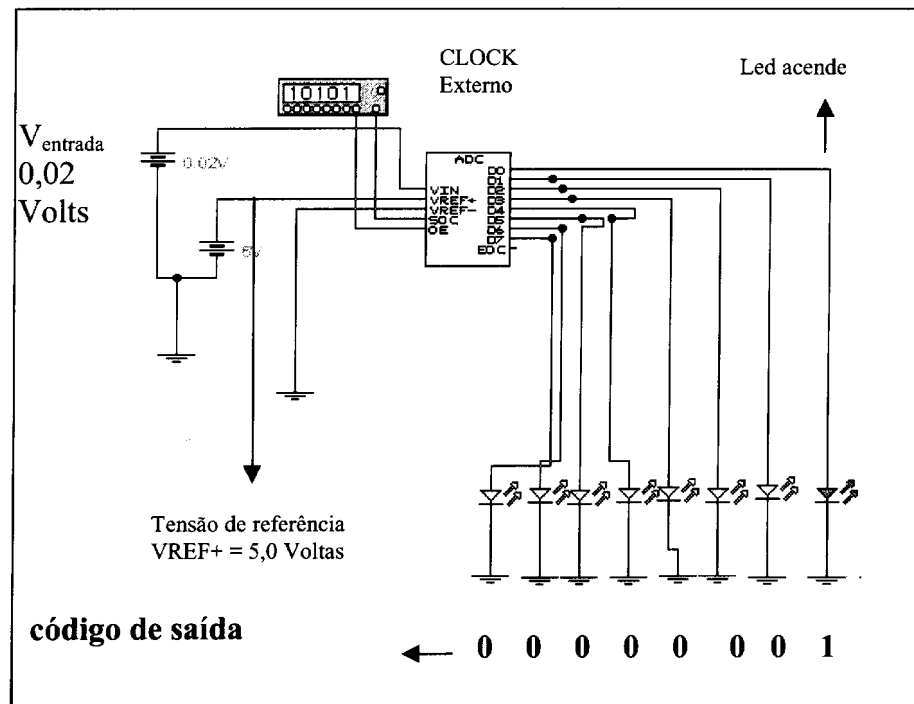 CLOCK
Externo
Led acende
10101
V entrada
0,02
Volts
0.02V
ADC
VIN
VREF+
VREF-
SOC
OE
D0
D1
D2
D3
D4
D5
D6
D7
EOC
Tensão de referência
VREF+ = 5,0 Voltas
código de saída
0 0 0 0 0 0 0 1